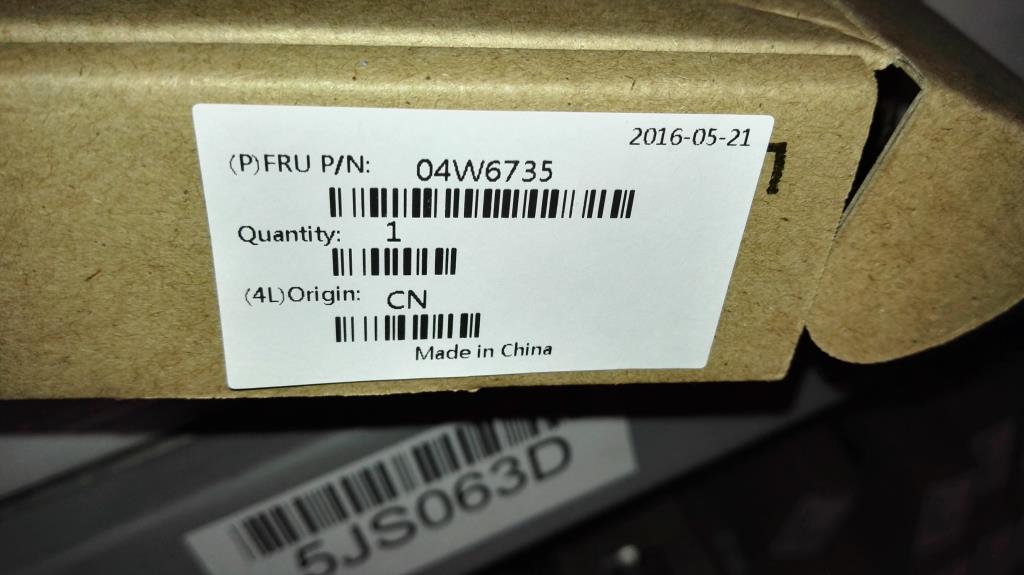 2016-05-21
(P)FRU P/N: 04W6735
Quantity: 1
(4L)Origin: CN
Made in China
5JS063D